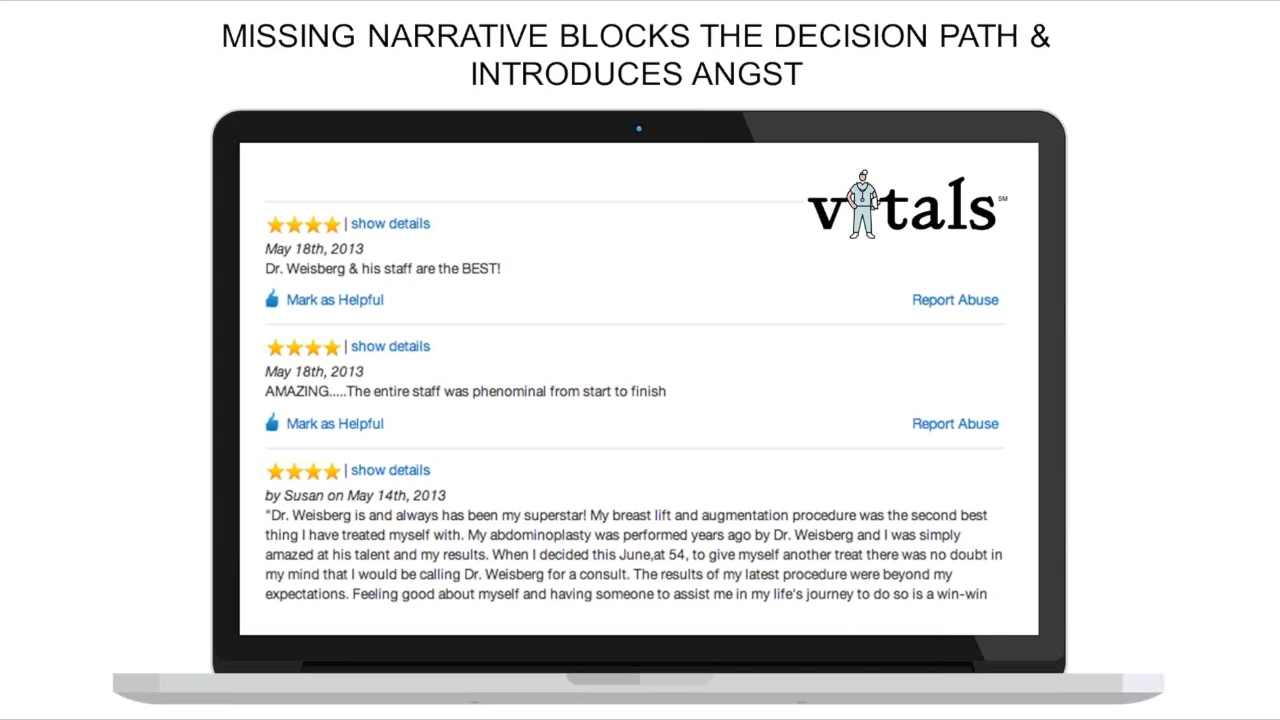 MISSING NARRATIVE BLOCKS THE DECISION PATH &
INTRODUCES ANGST
vitals SM
| show details
May 18th, 2013
Dr. Weisberg & his staff are the BEST!
Mark as Helpful Report Abuse
| show details
May 18th, 2013
AMAZING.....The entire staff was phenominal from start to finish
Mark as Helpful Report Abuse
| show details
by Susan on May 14th, 2013
"Dr. Weisberg is and always has been my superstar! My breast lift and augmentation procedure was the second best
thing I have treated myself with. My abdominoplasty was performed years ago by Dr. Weisberg and I was simply
amazed at his talent and my results. When I decided this June,at 54, to give myself another treat there was no doubt in
my mind that I would be calling Dr. Weisberg for a consult. The results of my latest procedure were beyond my
expectations. Feeling good about myself and having someone to assist me in my life's journey to do so is a win-win